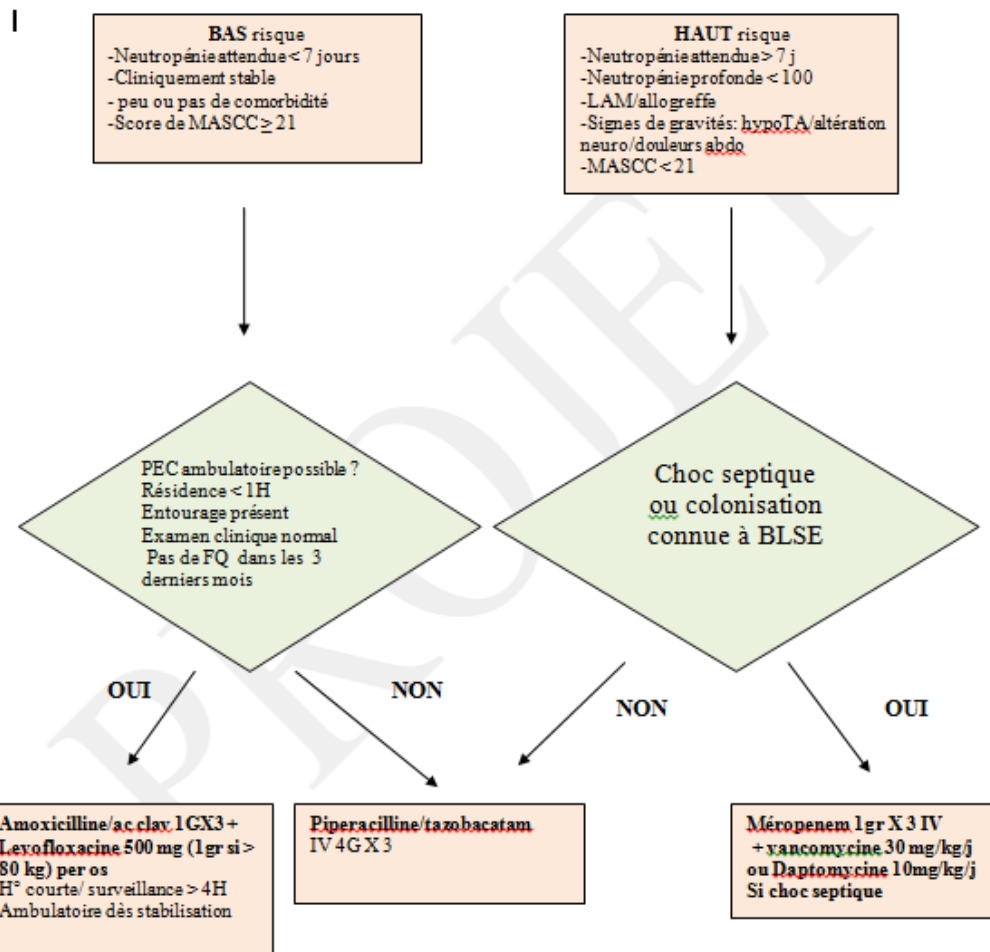 I
BAS risque
-Neutropénie attendue < 7 jours
-Cliniquement stable
- peu ou pas de comorbidité
-Score de MASCC ≥ 21
HAUT risque
-Neutropénie attendue > 7 j
-Neutropénie profonde < 100
-LAM/allogreffe
-Signes de gravités: hypoTA/altération
neuro/douleurs abdo
-MASCC < 21
PEC ambulatoire possible ?
Résidence < 1H
Entourage présent
Examen clinique normal
Pas de FQ dans les 3
derniers mois
Choc septique
ou colonisation
connue à BLSE
OUI
NON
NON
OUI
Amoxicilline/ac clav 1GX3 +
Levofloxacine 500 mg (1gr si >
80 kg) per os
H° courte/ surveillance > 4H
Ambulatoire dès stabilisation
Piperacilline/tazobacatam
IV 4G X 3
Méropenem 1gr X 3 IV
+ vancomycine 30 mg/kg/j
ou Daptomycine 10mg/kg/j
Si choc septique
PROJET